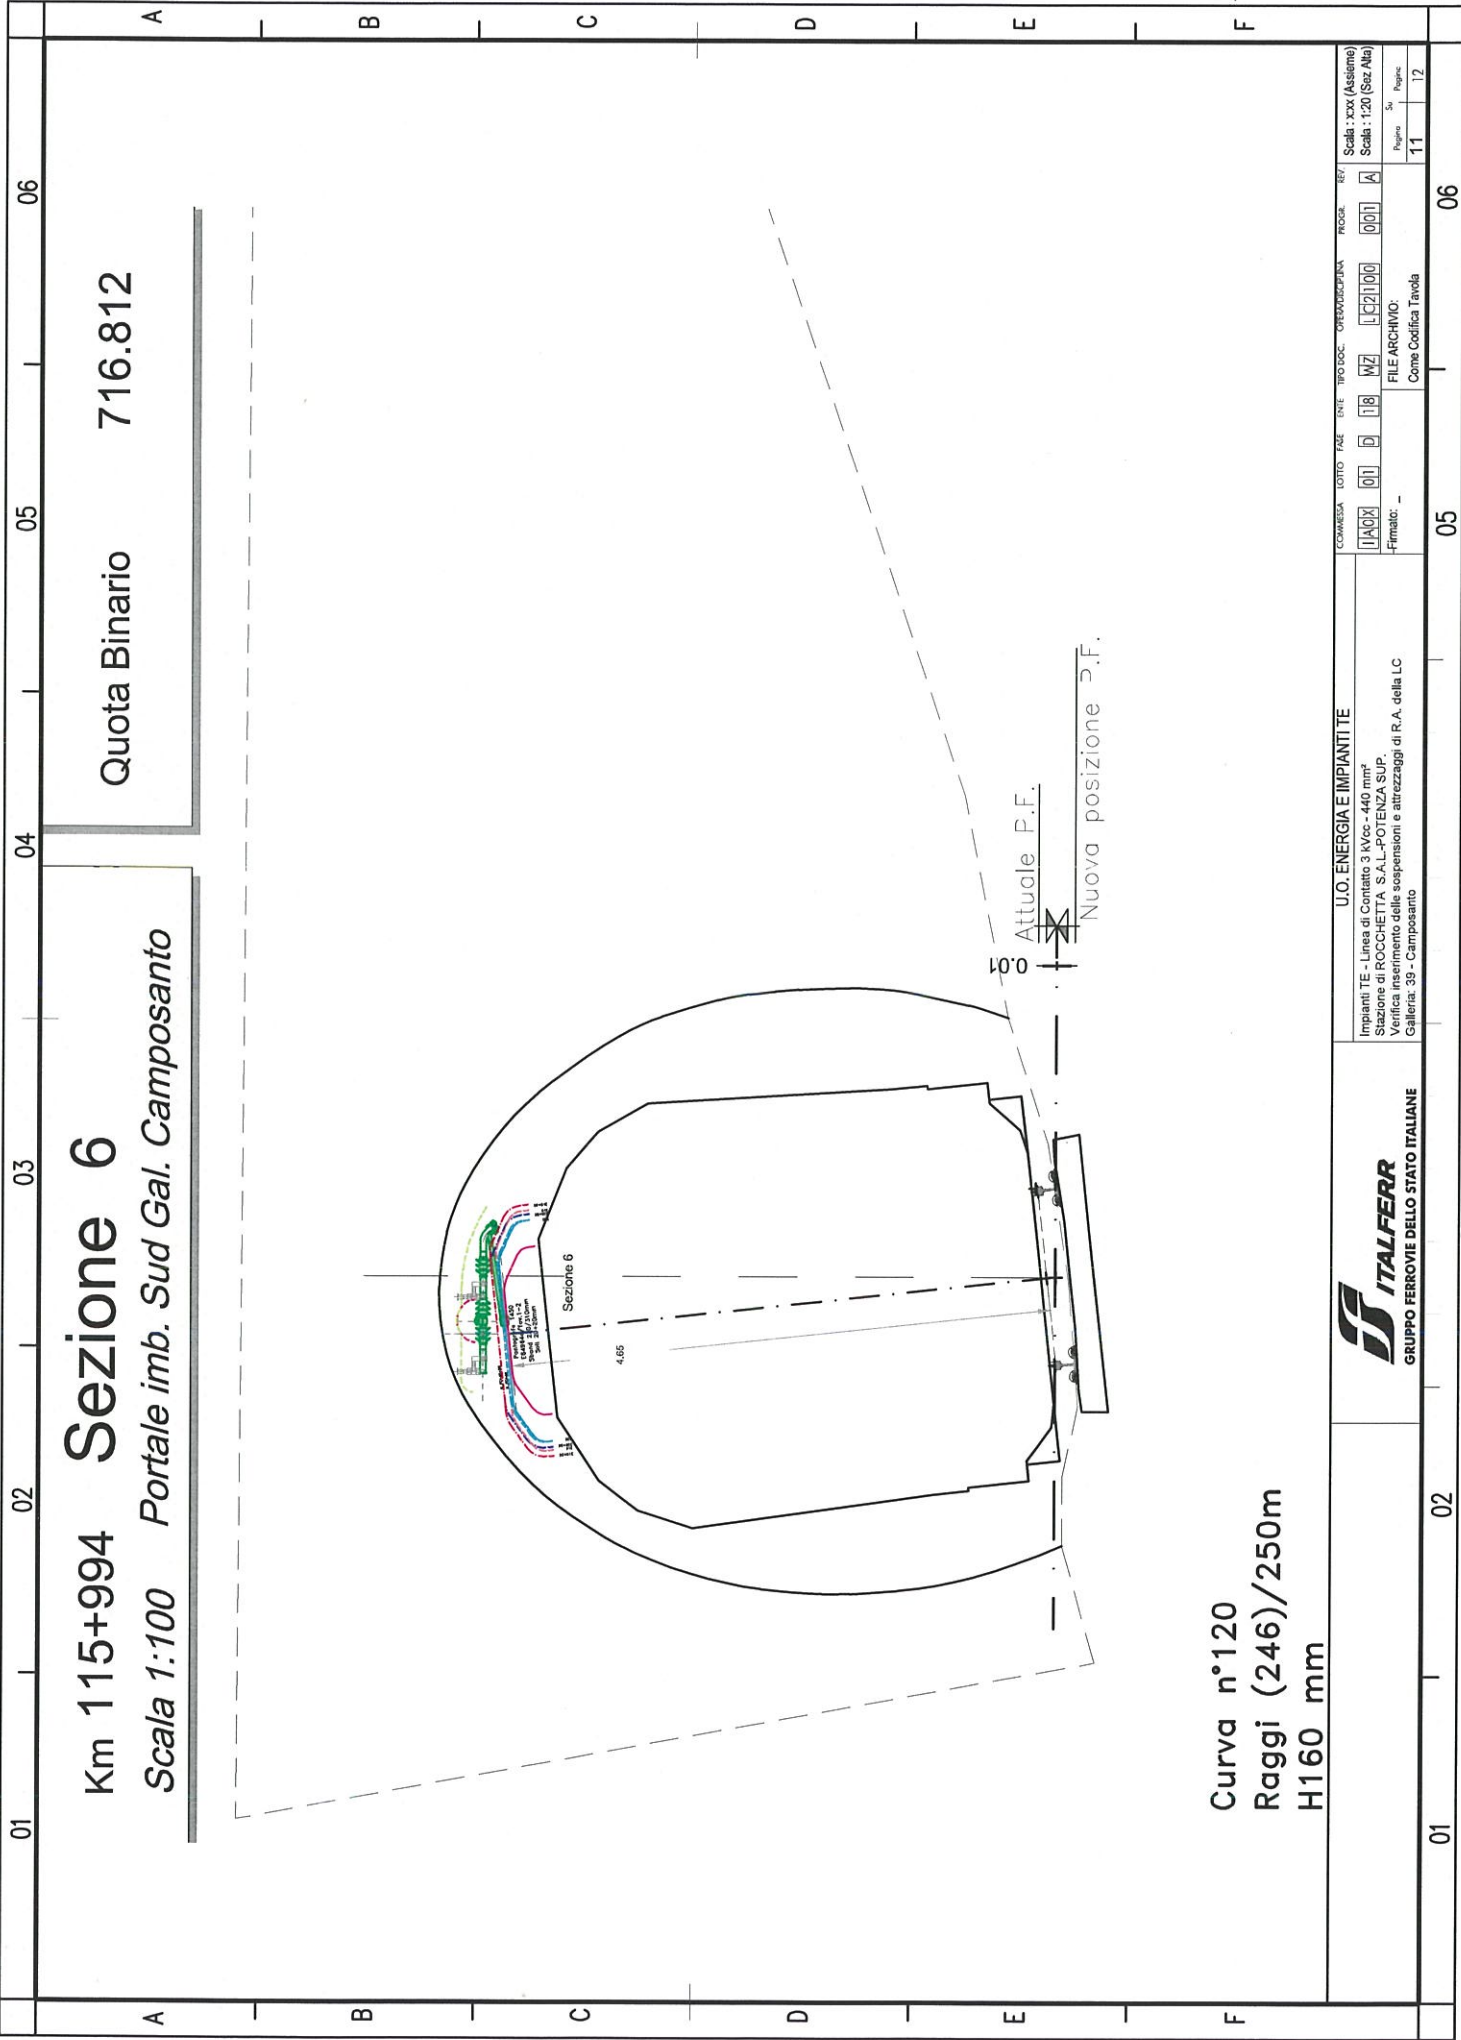 01 02 03 04 05 06
A
B
C
D
E
F
Km 115+994 Sezione 6
Scala 1:100 Portale imb. Sud Gal. Camposanto
Quota Binario 716.812
Sezione 6
4.65
0.01
Attuale P.F.
Nuova posizione P.F.
Curva n°120
Raggi (246)/250m
H160 mm
ITALFERR
GRUPPO FERROVIE DELLO STATO ITALIANE
U.O. ENERGIA E IMPIANTI TE
Impianti TE - Linea di Contatto 3 kVcc - 440 mm²
Stazione di ROCCHETTA S.A.L.-POTENZA SUP.
Verifica inserimento delle sospensioni e attrezzaggi di R.A. della LC
Galleria: 39 - Camposanto
COMMESSA LOTTO FASE ENTE TIPO DOC. OPERA/DISCIPLINA PROGR. REV.
IA0X 01 D 18 WZ LC2100 001 A
Firmato: –
FILE ARCHIVIO:
Come Codifica Tavola
Scala : xxx (Assieme)
Scala : 1:20 (Sez Alta)
Pagina Su Pagine
11 12
A
B
C
D
E
F
01 02 05 06